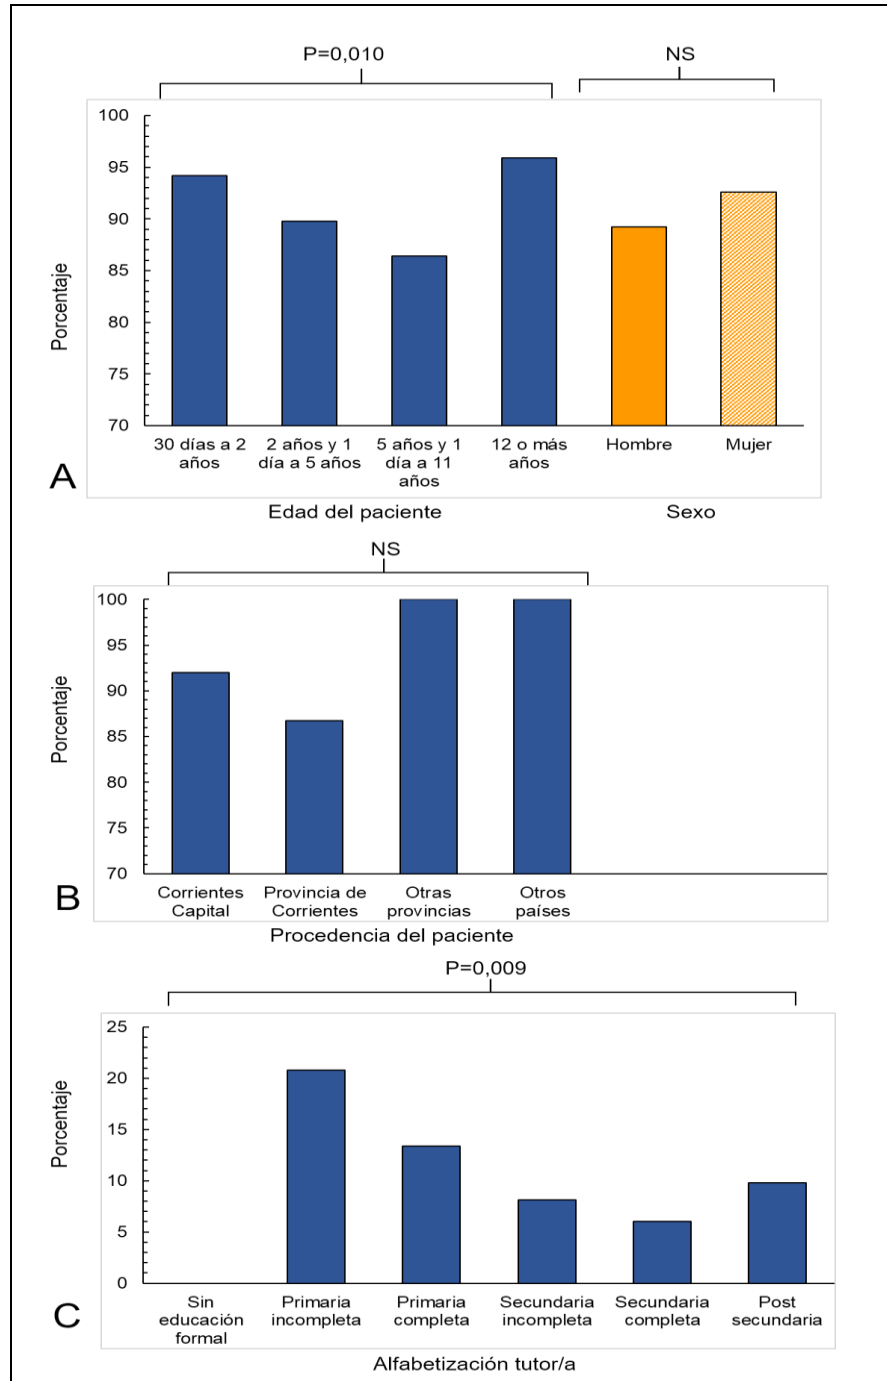 P=0,010
NS
100
95
90
85
80
75
70
Porcentaje
30 días a 2 años
2 años y 1 día a 5 años
5 años y 1 día a 11 años
12 o más años
Hombre
Mujer
A
Edad del paciente
Sexo
NS
100
95
90
85
80
75
70
Porcentaje
Corrientes Capital
Provincia de Corrientes
Otras provincias
Otros países
B
Procedencia del paciente
P=0,009
25
20
15
10
5
0
Porcentaje
Sin educación formal
Primaria incompleta
Primaria completa
Secundaria incompleta
Secundaria completa
Post secundaria
C
Alfabetización tutor/a